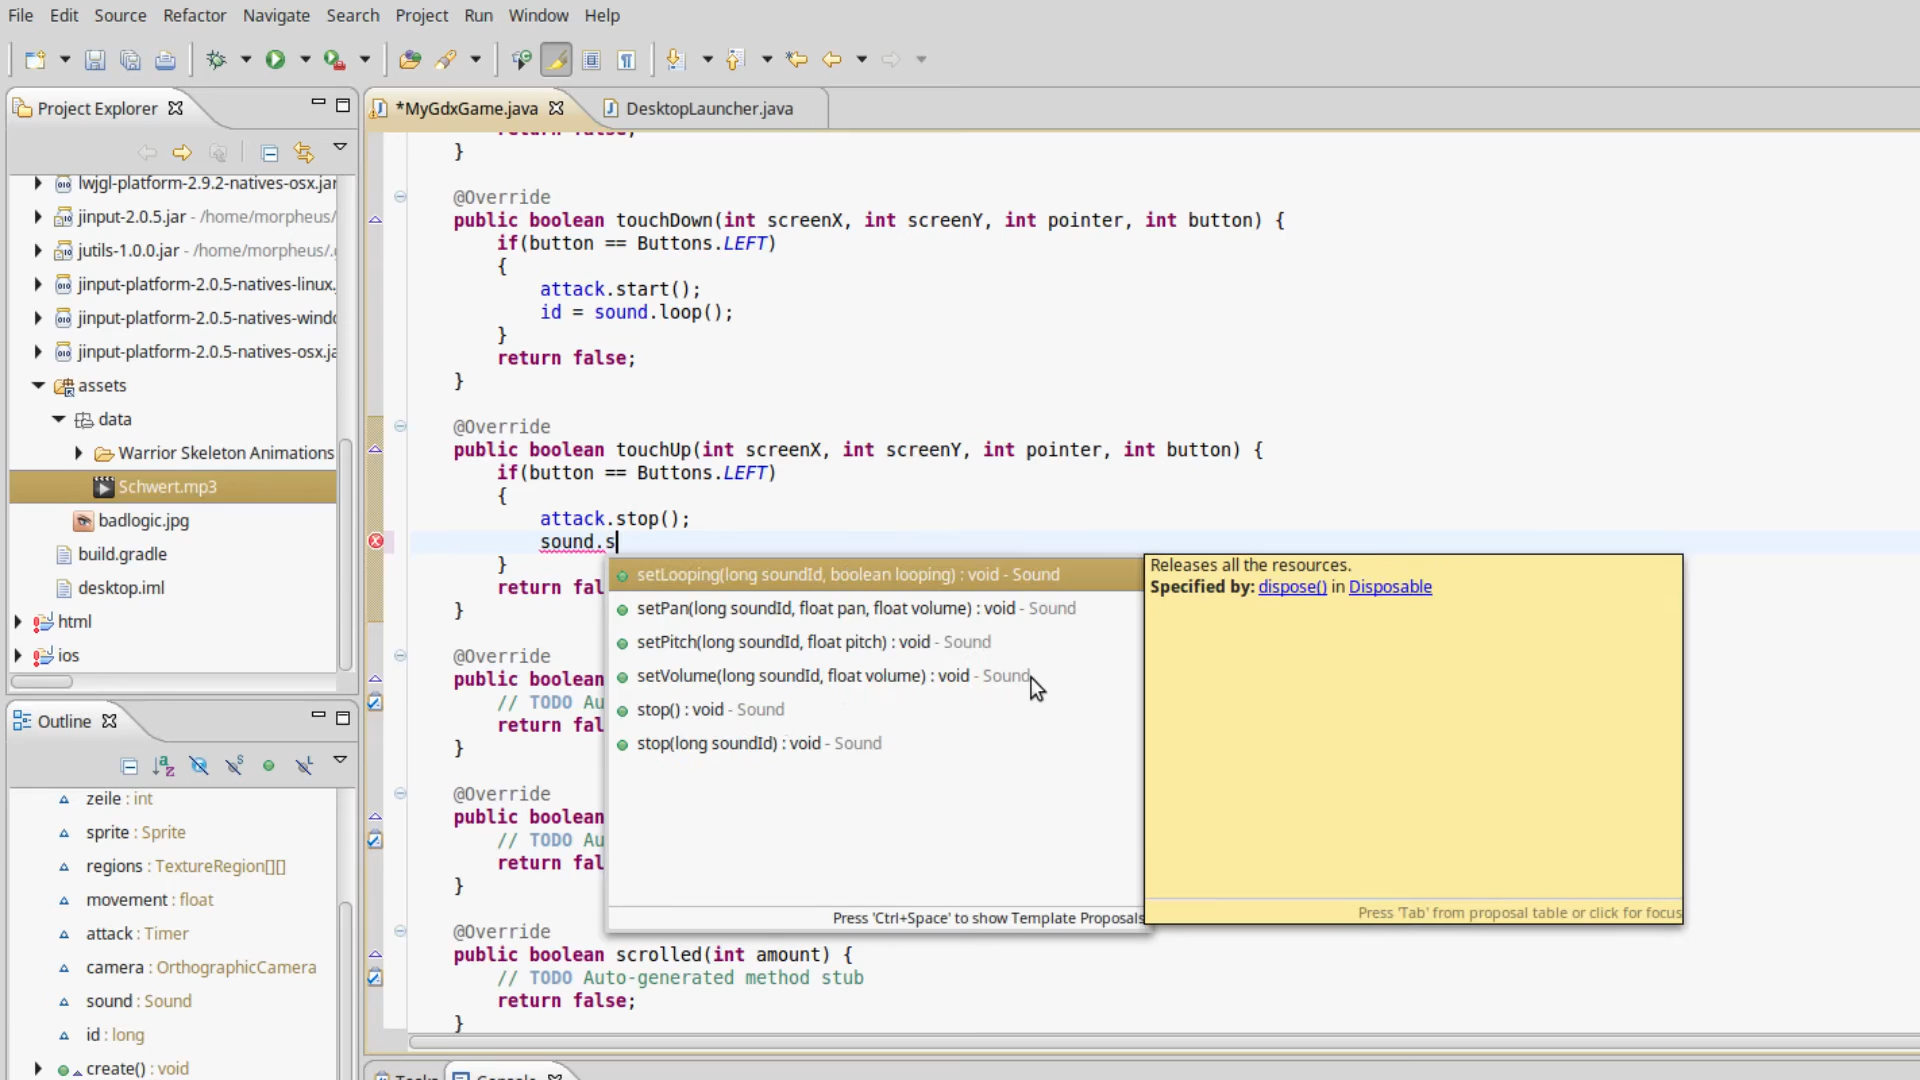 File Edit Source Refactor Navigate Search Project Run Window Help
Project Explorer
*MyGdxGame.java
DesktopLauncher.java
lwjgl-platform-2.9.2-natives-osx.jar
jinput-2.0.5.jar - /home/morpheus/
jutils-1.0.0.jar - /home/morpheus/.g
jinput-platform-2.0.5-natives-linux.
jinput-platform-2.0.5-natives-windo
jinput-platform-2.0.5-natives-osx.ja
assets
data
Warrior Skeleton Animations
Schwert.mp3
badlogic.jpg
build.gradle
desktop.iml
html
ios
Outline
zeile : int
sprite : Sprite
regions : TextureRegion[][]
movement : float
attack : Timer
camera : OrthographicCamera
sound : Sound
id : long
create() : void
return false;
}
@Override
public boolean touchDown(int screenX, int screenY, int pointer, int button) {
if(button == Buttons.LEFT)
{
attack.start();
id = sound.loop();
}
return false;
}
@Override
public boolean touchUp(int screenX, int screenY, int pointer, int button) {
if(button == Buttons.LEFT)
{
attack.stop();
sound.s
}
return fal
}
@Override
public boolean
// TODO Au
return fal
}
@Override
public boolean
// TODO Au
return fal
}
@Override
public boolean scrolled(int amount) {
// TODO Auto-generated method stub
return false;
}
setLooping(long soundId, boolean looping) : void - Sound
setPan(long soundId, float pan, float volume) : void - Sound
setPitch(long soundId, float pitch) : void - Sound
setVolume(long soundId, float volume) : void - Sound
stop() : void - Sound
stop(long soundId) : void - Sound
Press 'Ctrl+Space' to show Template Proposals
Releases all the resources.
Specified by: dispose() in Disposable
Press 'Tab' from proposal table or click for focus
Tasks
Console